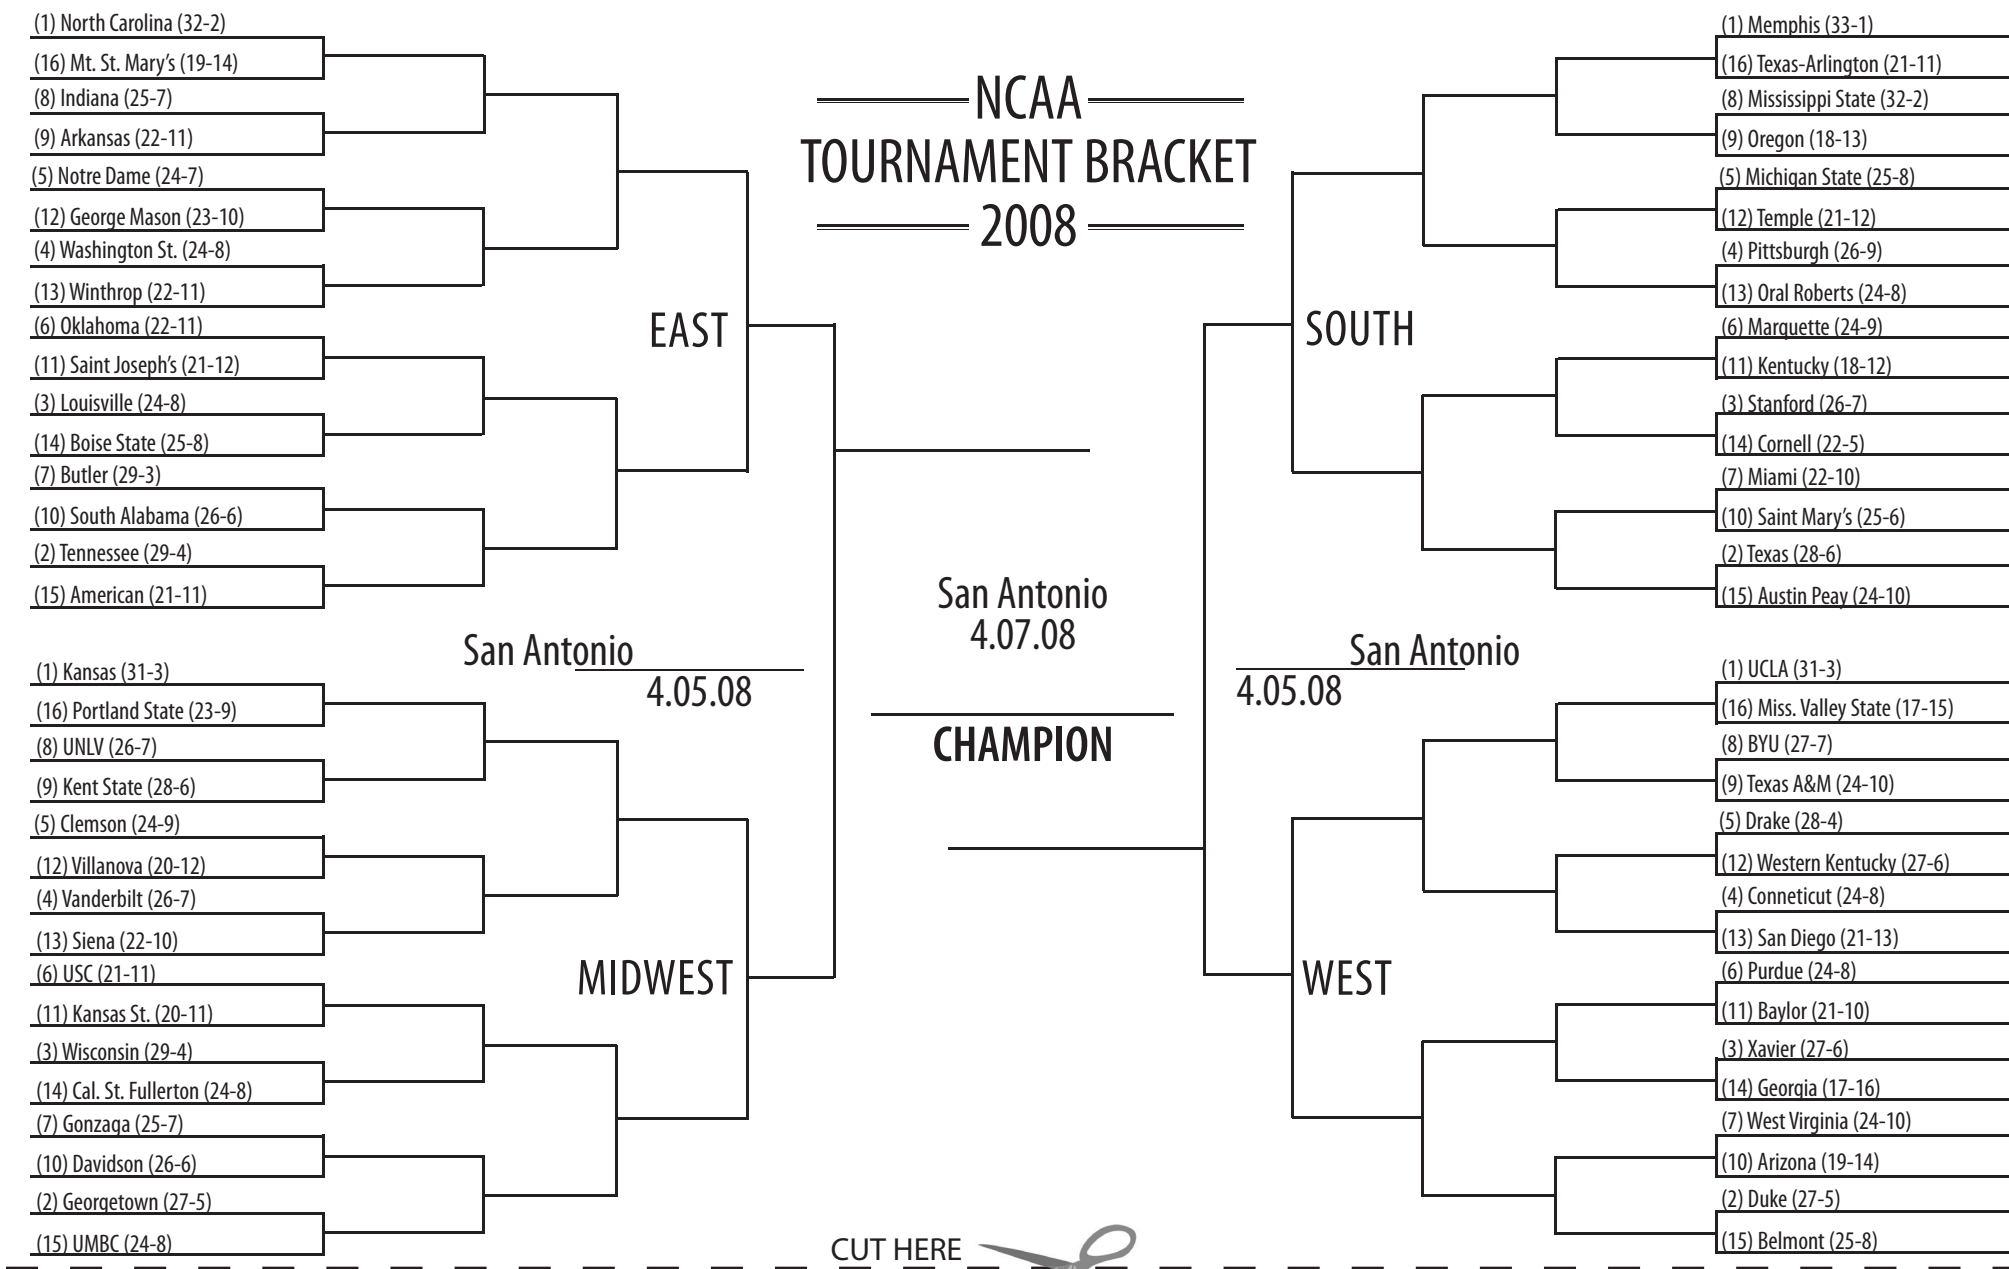 NCAA
TOURNAMENT BRACKET
2008
(1) North Carolina (32-2)
(16) Mt. St. Mary's (19-14)
(8) Indiana (25-7)
(9) Arkansas (22-11)
(5) Notre Dame (24-7)
(12) George Mason (23-10)
(4) Washington St. (24-8)
(13) Winthrop (22-11)
(6) Oklahoma (22-11)
(11) Saint Joseph's (21-12)
(3) Louisville (24-8)
(14) Boise State (25-8)
(7) Butler (29-3)
(10) South Alabama (26-6)
(2) Tennessee (29-4)
(15) American (21-11)
EAST
(1) Kansas (31-3)
(16) Portland State (23-9)
(8) UNLV (26-7)
(9) Kent State (28-6)
(5) Clemson (24-9)
(12) Villanova (20-12)
(4) Vanderbilt (26-7)
(13) Siena (22-10)
(6) USC (21-11)
(11) Kansas St. (20-11)
(3) Wisconsin (29-4)
(14) Cal. St. Fullerton (24-8)
(7) Gonzaga (25-7)
(10) Davidson (26-6)
(2) Georgetown (27-5)
(15) UMBC (24-8)
MIDWEST
San Antonio
4.05.08
San Antonio
4.07.08
CHAMPION
San Antonio
4.05.08
(1) Memphis (33-1)
(16) Texas-Arlington (21-11)
(8) Mississippi State (32-2)
(9) Oregon (18-13)
(5) Michigan State (25-8)
(12) Temple (21-12)
(4) Pittsburgh (26-9)
(13) Oral Roberts (24-8)
(6) Marquette (24-9)
(11) Kentucky (18-12)
(3) Stanford (26-7)
(14) Cornell (22-5)
(7) Miami (22-10)
(10) Saint Mary's (25-6)
(2) Texas (28-6)
(15) Austin Peay (24-10)
SOUTH
(1) UCLA (31-3)
(16) Miss. Valley State (17-15)
(8) BYU (27-7)
(9) Texas A&M (24-10)
(5) Drake (28-4)
(12) Western Kentucky (27-6)
(4) Conneticut (24-8)
(13) San Diego (21-13)
(6) Purdue (24-8)
(11) Baylor (21-10)
(3) Xavier (27-6)
(14) Georgia (17-16)
(7) West Virginia (24-10)
(10) Arizona (19-14)
(2) Duke (27-5)
(15) Belmont (25-8)
WEST
CUT HERE